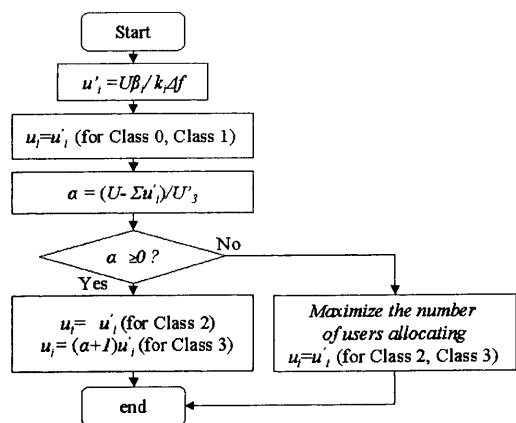 Start
u'ᵢ =Uβᵢ/kᵢΔf
uᵢ=u'ᵢ (for Class 0, Class 1)
α = (U- Σu'ᵢ)/U'₃
α ≥0 ?
No
Yes
uᵢ= u'ᵢ (for Class 2)
uᵢ= (α+1)u'ᵢ (for Class 3)
Maximize the number
of users allocating
uᵢ=u'ᵢ (for Class 2, Class 3)
end